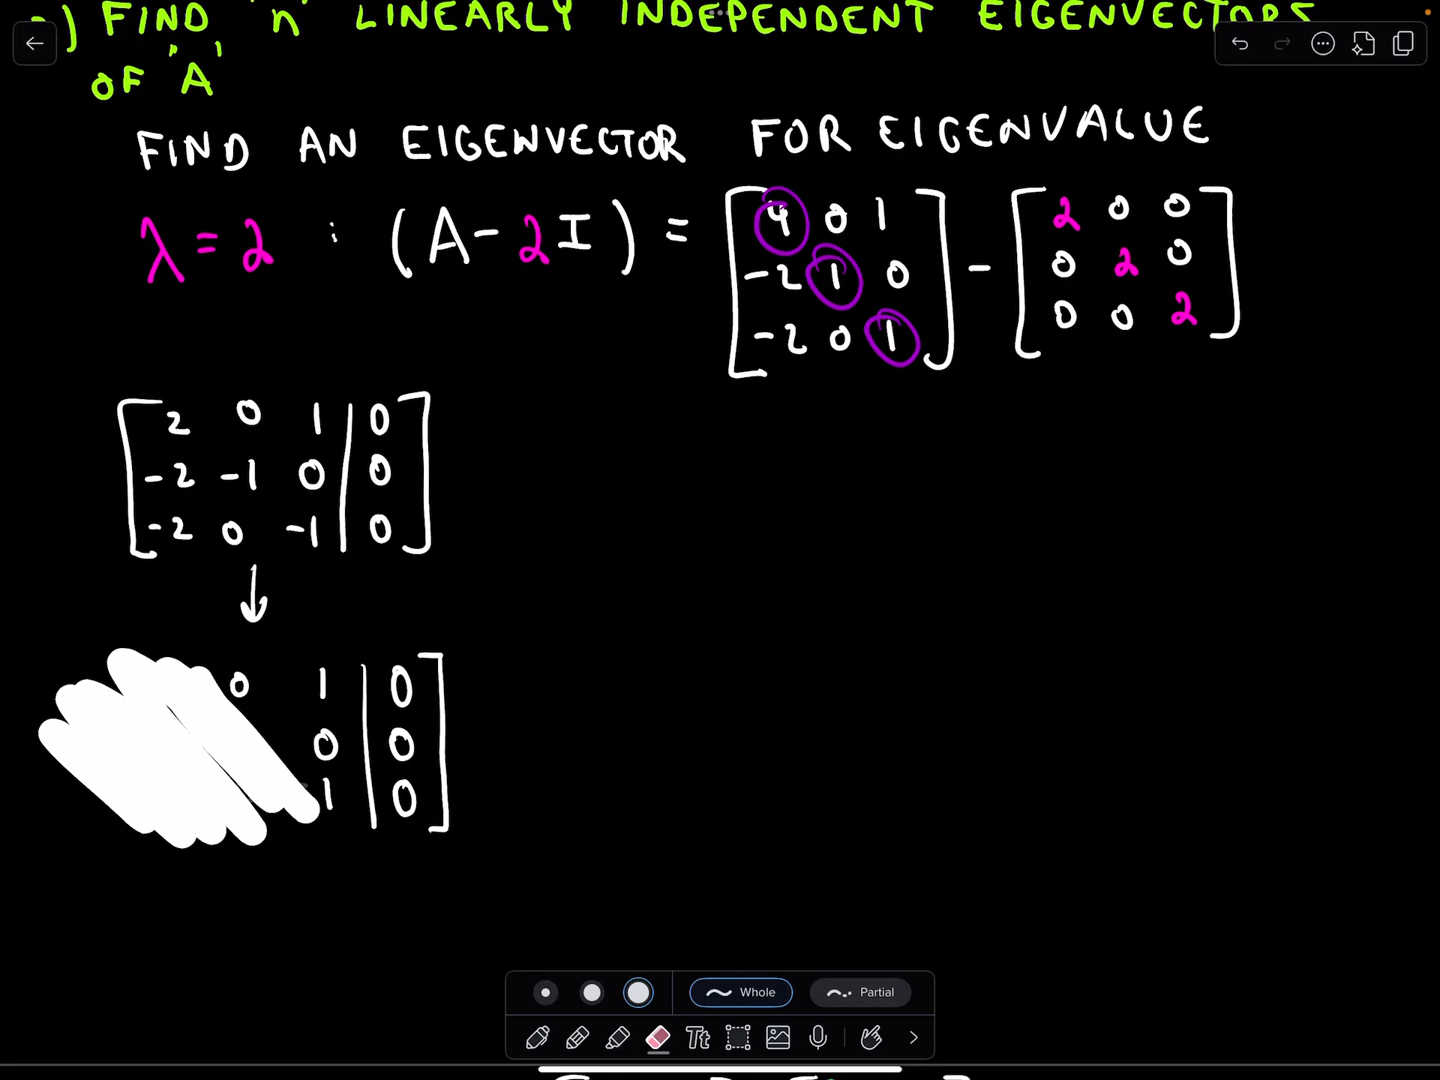 ) FIND 'n' LINEARLY INDEPENDENT EIGENVECTORS
OF 'A'
FIND AN EIGENVECTOR FOR EIGENVALUE
λ = 2 : (A - 2I) = [4 0 1] - [2 0 0]
[-2 1 0] [0 2 0]
[-2 0 1] [0 0 2]
[2 0 1 | 0]
[-2 -1 0 | 0]
[-2 0 -1 | 0]
↓
0 1 | 0]
0 | 0]
1 | 0]
Whole Partial
Tt